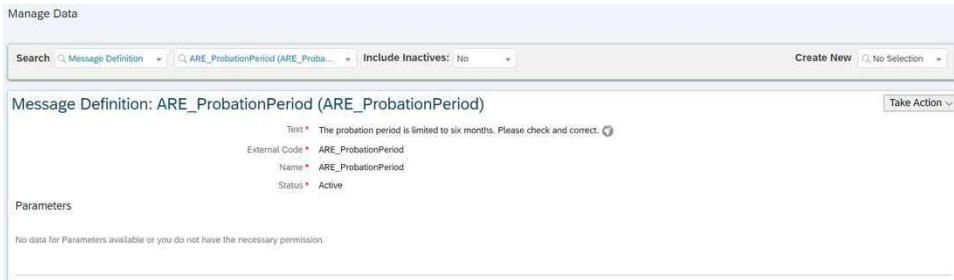 Manage Data
Search Message Definition ARE_ProbationPeriod (ARE_Proba... Include Inactives: No Create New No Selection
Message Definition: ARE_ProbationPeriod (ARE_ProbationPeriod) Take Action
Text * The probation period is limited to six months. Please check and correct.
External Code * ARE_ProbationPeriod
Name * ARE_ProbationPeriod
Status * Active
Parameters
No data for Parameters available or you do not have the necessary permission.